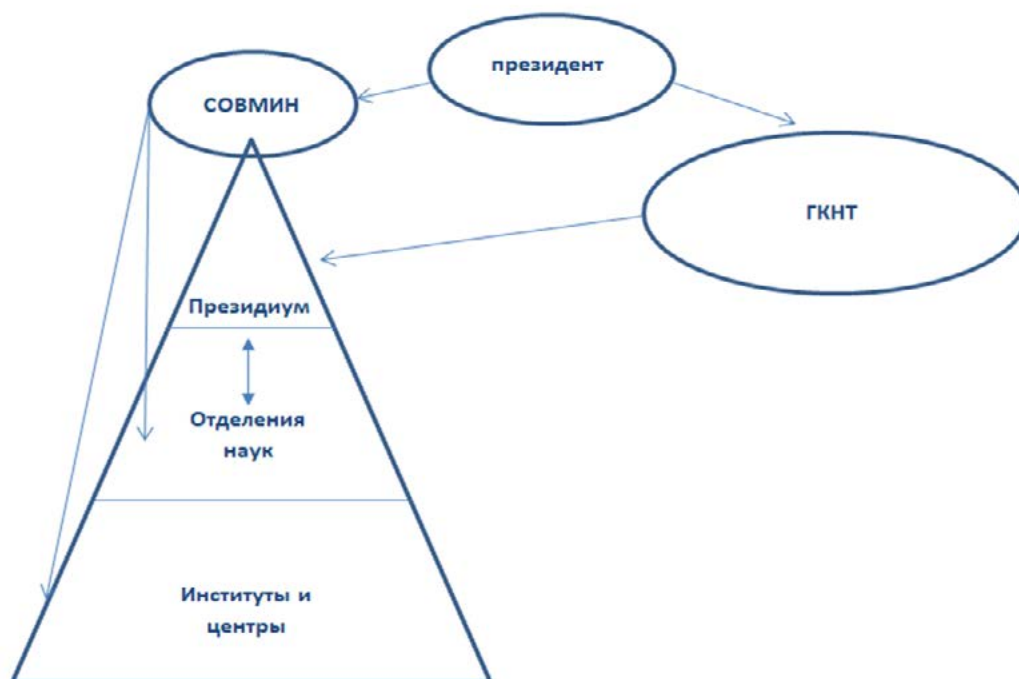 президент
СОВМИН
ГКНТ
Президиум
Отделения
наук
Институты и
центры